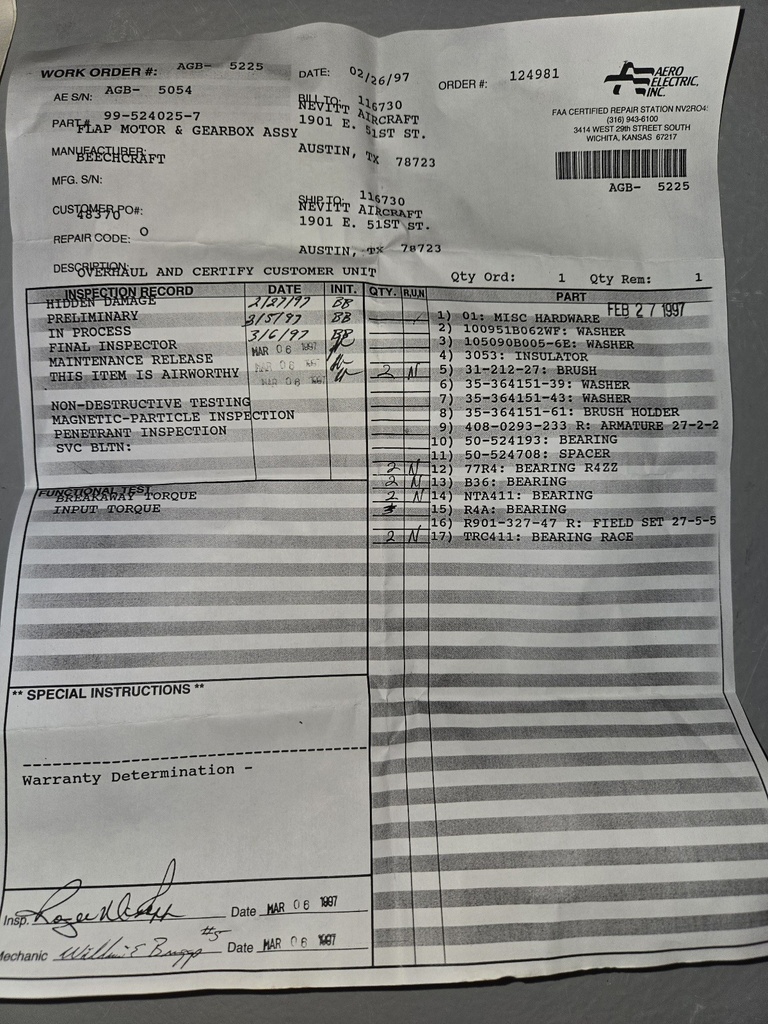 WORK ORDER #: AGB- 5225
AE S/N: AGB- 5054
PART# 99-524025-7
FLAP MOTOR & GEARBOX ASSY
MANUFACTURER:
BEECHCRAFT
MFG. S/N:
CUSTOMER PO#:
48370
REPAIR CODE: O
DESCRIPTION:
OVERHAUL AND CERTIFY CUSTOMER UNIT
DATE: 02/26/97
BILL TO: 116730
NEVITT AIRCRAFT
1901 E. 51ST ST.
AUSTIN, TX 78723
SHIP TO: 116730
NEVITT AIRCRAFT
1901 E. 51ST ST.
AUSTIN, TX 78723
ORDER #: 124981
AERO
ELECTRIC,
INC.
FAA CERTIFIED REPAIR STATION NV2RO4:
(316) 943-6100
3414 WEST 29th STREET SOUTH
WICHITA, KANSAS 67217
AGB- 5225
Qty Ord: 1 Qty Rem: 1
INSPECTION RECORD DATE INIT.
HIDDEN DAMAGE 2/27/97 BB
PRELIMINARY 3/5/97 BB
IN PROCESS 3/6/97 BB
FINAL INSPECTOR MAR 06 1997
MAINTENANCE RELEASE MAR 06 1997
THIS ITEM IS AIRWORTHY MAR 06 1997
NON-DESTRUCTIVE TESTING
MAGNETIC-PARTICLE INSPECTION
PENETRANT INSPECTION
SVC BLTN:
FUNCTIONAL TEST
BREAKAWAY TORQUE
INPUT TORQUE
QTY. R,U,N PART
FEB 27 1997
1) 01: MISC HARDWARE
2) 100951B062WF: WASHER
3) 105090B005-6E: WASHER
4) 3053: INSULATOR
2 N 5) 31-212-27: BRUSH
6) 35-364151-39: WASHER
7) 35-364151-43: WASHER
8) 35-364151-61: BRUSH HOLDER
9) 408-0293-233 R: ARMATURE 27-2-2
10) 50-524193: BEARING
11) 50-524708: SPACER
2 N 12) 77R4: BEARING R4ZZ
2 N 13) B36: BEARING
2 N 14) NTA411: BEARING
15) R4A: BEARING
16) R901-327-47 R: FIELD SET 27-5-5
2 N 17) TRC411: BEARING RACE
** SPECIAL INSTRUCTIONS **
Warranty Determination -
Insp. Date MAR 06 1997
Mechanic #5 Date MAR 06 1997